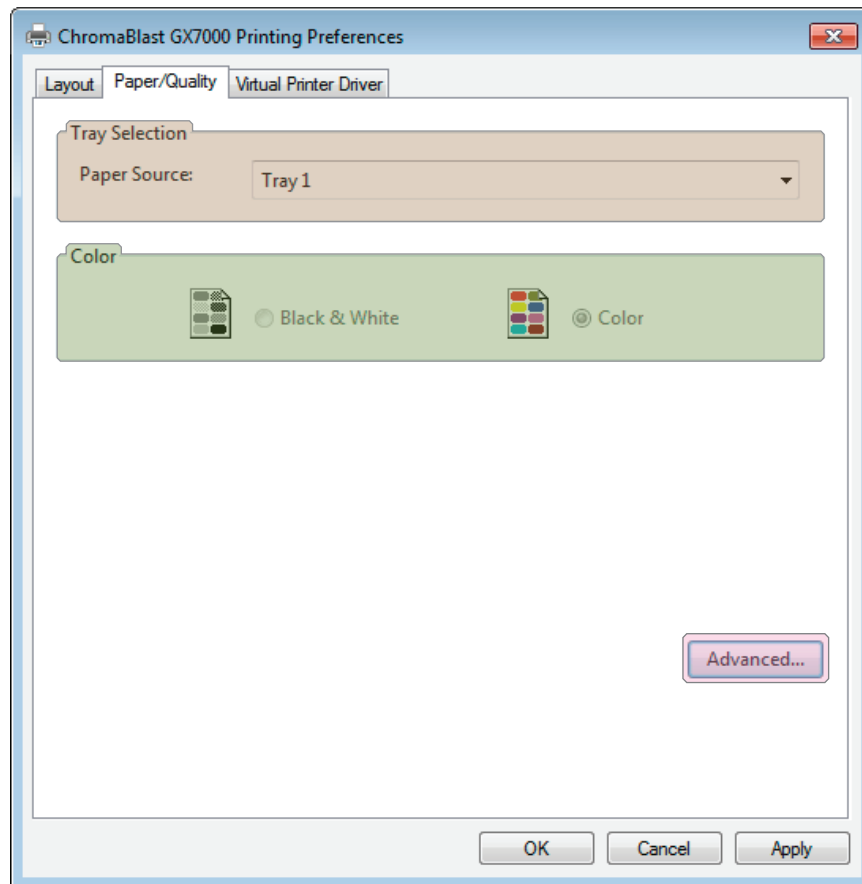 ChromaBlast GX7000 Printing Preferences
Layout Paper/Quality Virtual Printer Driver
Tray Selection
Paper Source: Tray 1
Color
Black & White Color
Advanced...
OK Cancel Apply